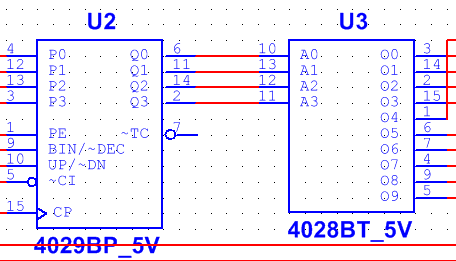 U2
U3
4 P0 Q0 6 10 A0 O0 3
12 P1 Q1 11 13 A1 O1 14
13 P2 Q2 14 12 A2 O2 2
3 P3 Q3 2 11 A3 O3 15
O4 1
1 PE ~TC 7 O5 6
9 BIN/~DEC O6 7
10 UP/~DN O7 4
5 ~CI O8 9
O9 5
15 CP
4029BP_5V
4028BT_5V